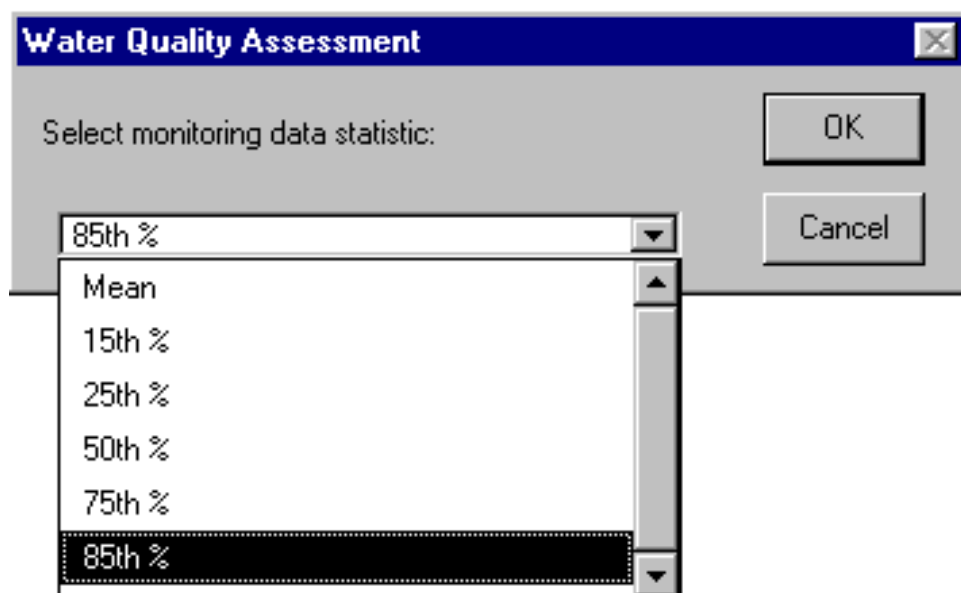 Water Quality Assessment
Select monitoring data statistic:
OK
Cancel
85th %
Mean
15th %
25th %
50th %
75th %
85th %